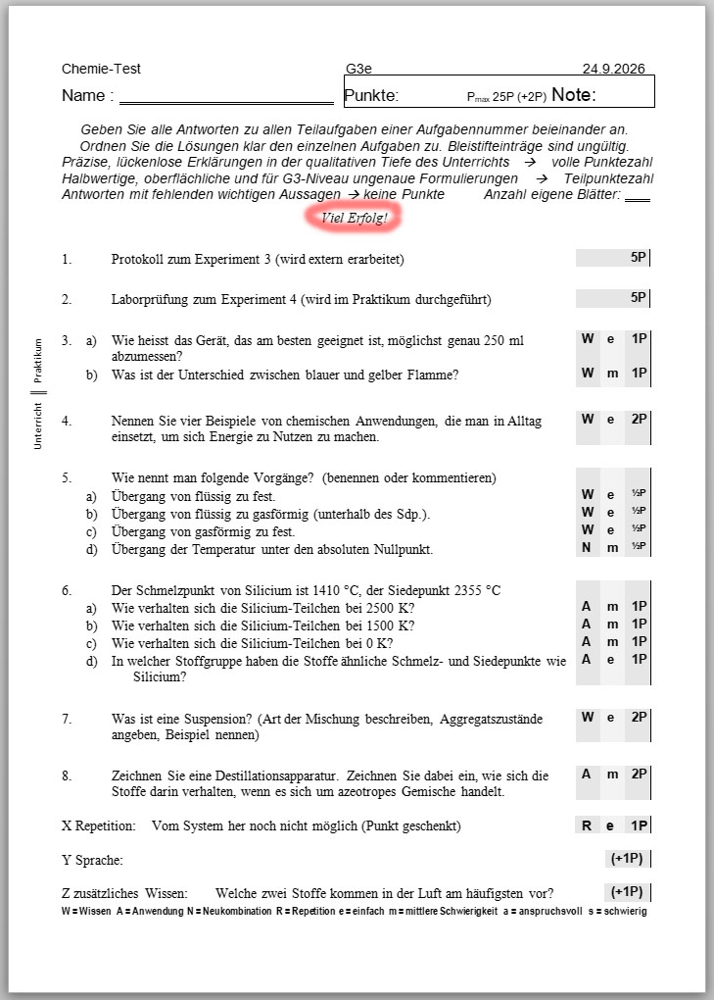 Chemie-Test G3e 24.9.2026
Name : Punkte: Pmax 25P (+2P) Note:
Geben Sie alle Antworten zu allen Teilaufgaben einer Aufgabennummer beieinander an.
Ordnen Sie die Lösungen klar den einzelnen Aufgaben zu. Bleistifteinträge sind ungültig.
Präzise, lückenlose Erklärungen in der qualitativen Tiefe des Unterrichts → volle Punktezahl
Halbwertige, oberflächliche und für G3-Niveau ungenaue Formulierungen → Teilpunktezahl
Antworten mit fehlenden wichtigen Aussagen → keine Punkte Anzahl eigene Blätter: ___
Viel Erfolg!
1. Protokoll zum Experiment 3 (wird extern erarbeitet) 5P
2. Laborprüfung zum Experiment 4 (wird im Praktikum durchgeführt) 5P
Unterricht || Praktikum
3. a) Wie heisst das Gerät, das am besten geeignet ist, möglichst genau 250 ml W e 1P
abzumessen?
b) Was ist der Unterschied zwischen blauer und gelber Flamme? W m 1P
4. Nennen Sie vier Beispiele von chemischen Anwendungen, die man in Alltag W e 2P
einsetzt, um sich Energie zu Nutzen zu machen.
5. Wie nennt man folgende Vorgänge? (benennen oder kommentieren)
a) Übergang von flüssig zu fest. W e ½P
b) Übergang von flüssig zu gasförmig (unterhalb des Sdp.). W e ½P
c) Übergang von gasförmig zu fest. W e ½P
d) Übergang der Temperatur unter den absoluten Nullpunkt. N m ½P
6. Der Schmelzpunkt von Silicium ist 1410 °C, der Siedepunkt 2355 °C
a) Wie verhalten sich die Silicium-Teilchen bei 2500 K? A m 1P
b) Wie verhalten sich die Silicium-Teilchen bei 1500 K? A m 1P
c) Wie verhalten sich die Silicium-Teilchen bei 0 K? A m 1P
d) In welcher Stoffgruppe haben die Stoffe ähnliche Schmelz- und Siedepunkte wie A e 1P
Silicium?
7. Was ist eine Suspension? (Art der Mischung beschreiben, Aggregatszustände W e 2P
angeben, Beispiel nennen)
8. Zeichnen Sie eine Destillationsapparatur. Zeichnen Sie dabei ein, wie sich die A m 2P
Stoffe darin verhalten, wenn es sich um azeotropes Gemische handelt.
X Repetition: Vom System her noch nicht möglich (Punkt geschenkt) R e 1P
Y Sprache: (+1P)
Z zusätzliches Wissen: Welche zwei Stoffe kommen in der Luft am häufigsten vor? (+1P)
W = Wissen A = Anwendung N = Neukombination R = Repetition e = einfach m = mittlere Schwierigkeit a = anspruchsvoll s = schwierig